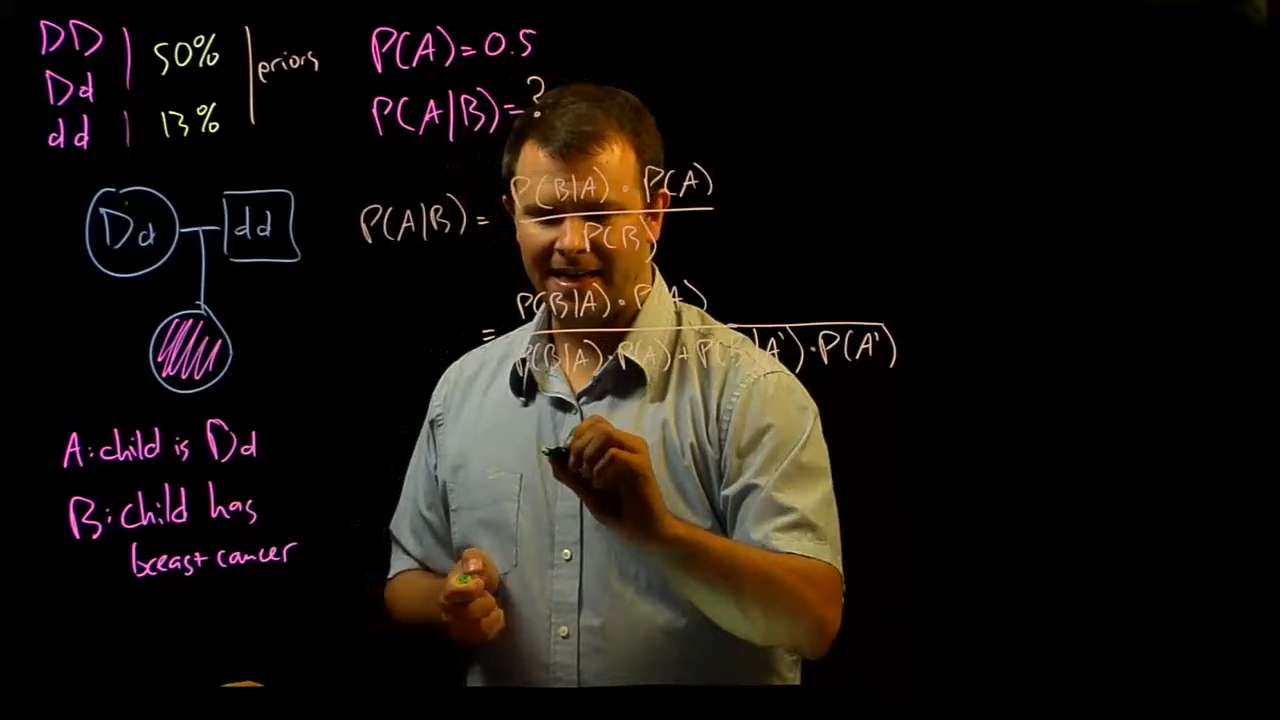 DD
Dd
dd
50%
13%
priors
P(A)=0.5
P(A|B)=?
P(A|B) = P(B|A)·P(A)
P(B)
= P(B|A)·P(A)
P(B|A)·P(A)+P(B|A')·P(A')
Dd
dd
A: child is Dd
B: child has
breast cancer